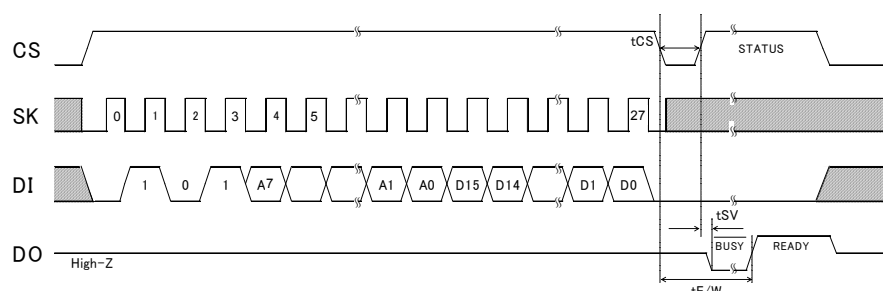 CS
tCS
STATUS
SK
0 1 2 3 4 5 27
DI
1 0 1 A7 A1 A0 D15 D14 D1 D0
tSV
DO
High-Z
BUSY
READY
tE/W